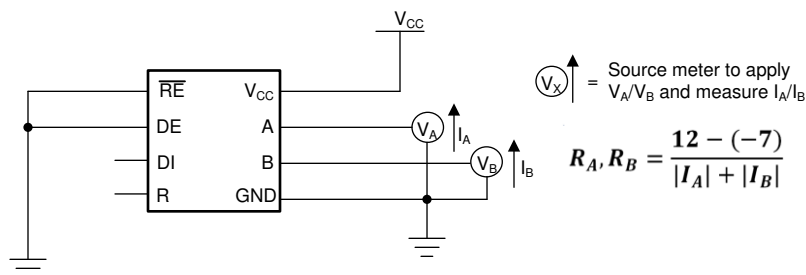 V_CC
R̅E̅ V_CC
DE A
DI B
R GND
V_A I_A
V_B I_B
V_X = Source meter to apply
V_A/V_B and measure I_A/I_B
R_A, R_B = \frac{12 - (-7)}{|I_A| + |I_B|}